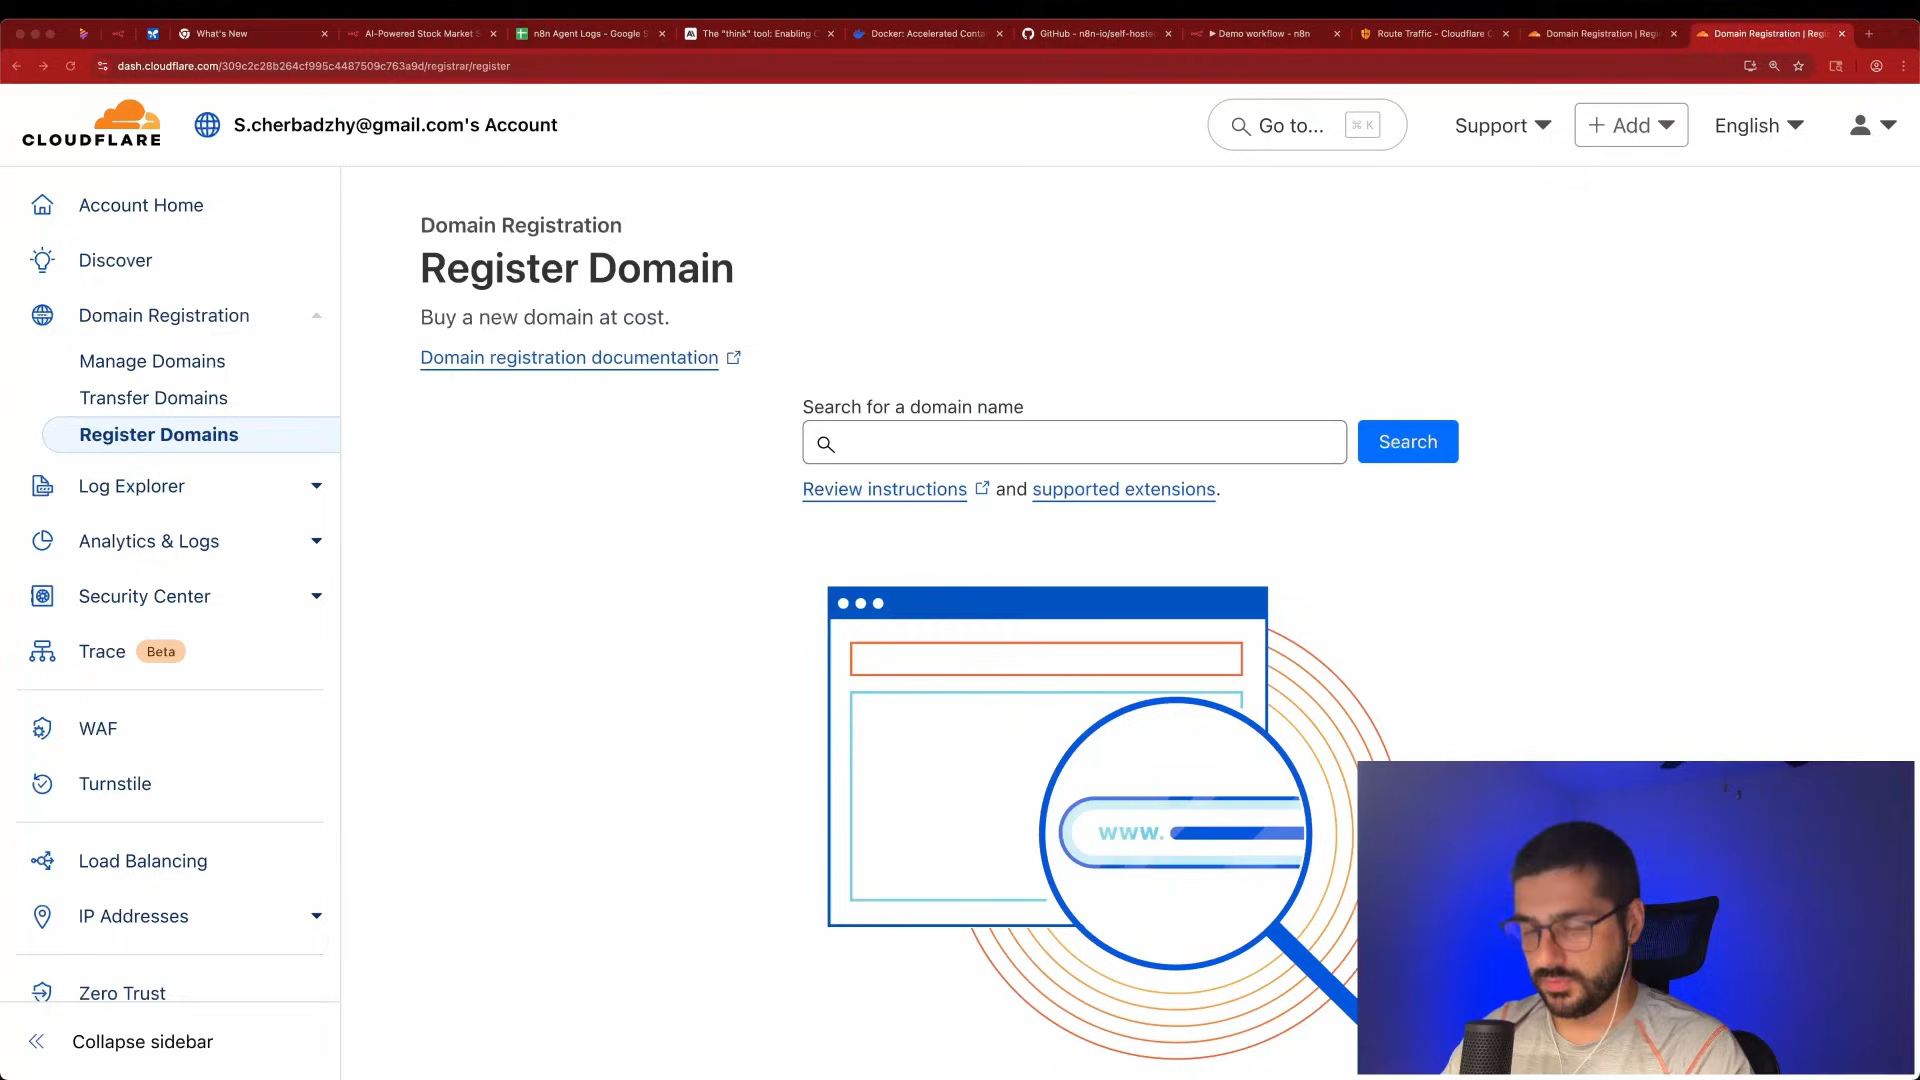 What's New
AI-Powered Stock Market S
n8n Agent Logs - Google S
The "think" tool: Enabling C
Docker: Accelerated Conta
GitHub - n8n-io/self-hoste
Demo workflow - n8n
Route Traffic - Cloudflare C
Domain Registration | Regi
Domain Registration | Regi
dash.cloudflare.com/309c2c28b264cf995c4487509c763a9d/registrar/register
CLOUDFLARE
S.cherbadzhy@gmail.com's Account
Go to...
⌘ K
Support
+ Add
English
Account Home
Discover
Domain Registration
Manage Domains
Transfer Domains
Register Domains
Log Explorer
Analytics & Logs
Security Center
Trace Beta
WAF
Turnstile
Load Balancing
IP Addresses
Zero Trust
Collapse sidebar
Domain Registration
Register Domain
Buy a new domain at cost.
Domain registration documentation
Search for a domain name
Search
Review instructions and supported extensions.
www.